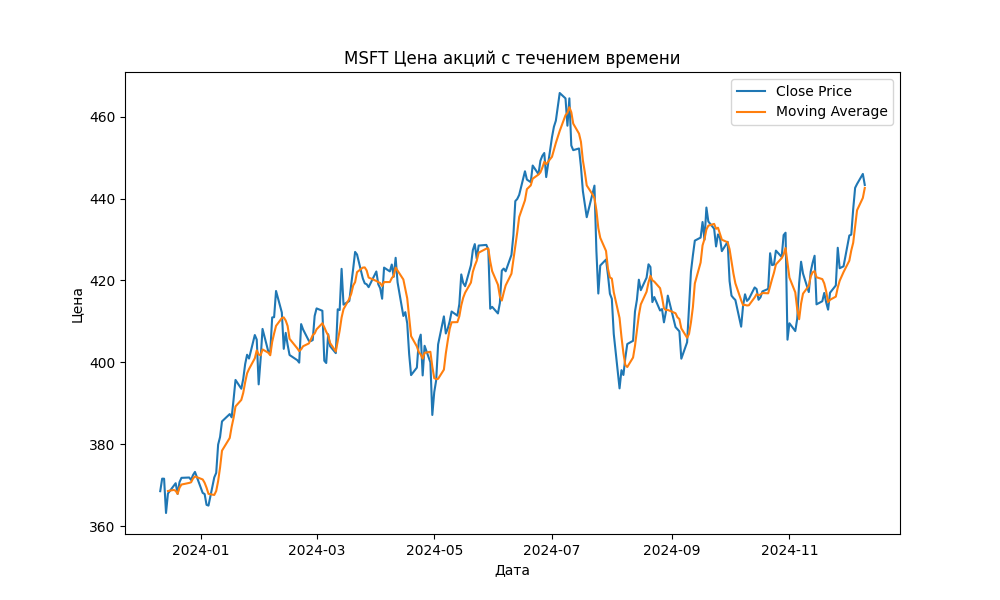 MSFT Цена акций с течением времени
Close Price
Moving Average
Цена
460
440
420
400
380
360
2024-01
2024-03
2024-05
2024-07
2024-09
2024-11
Дата